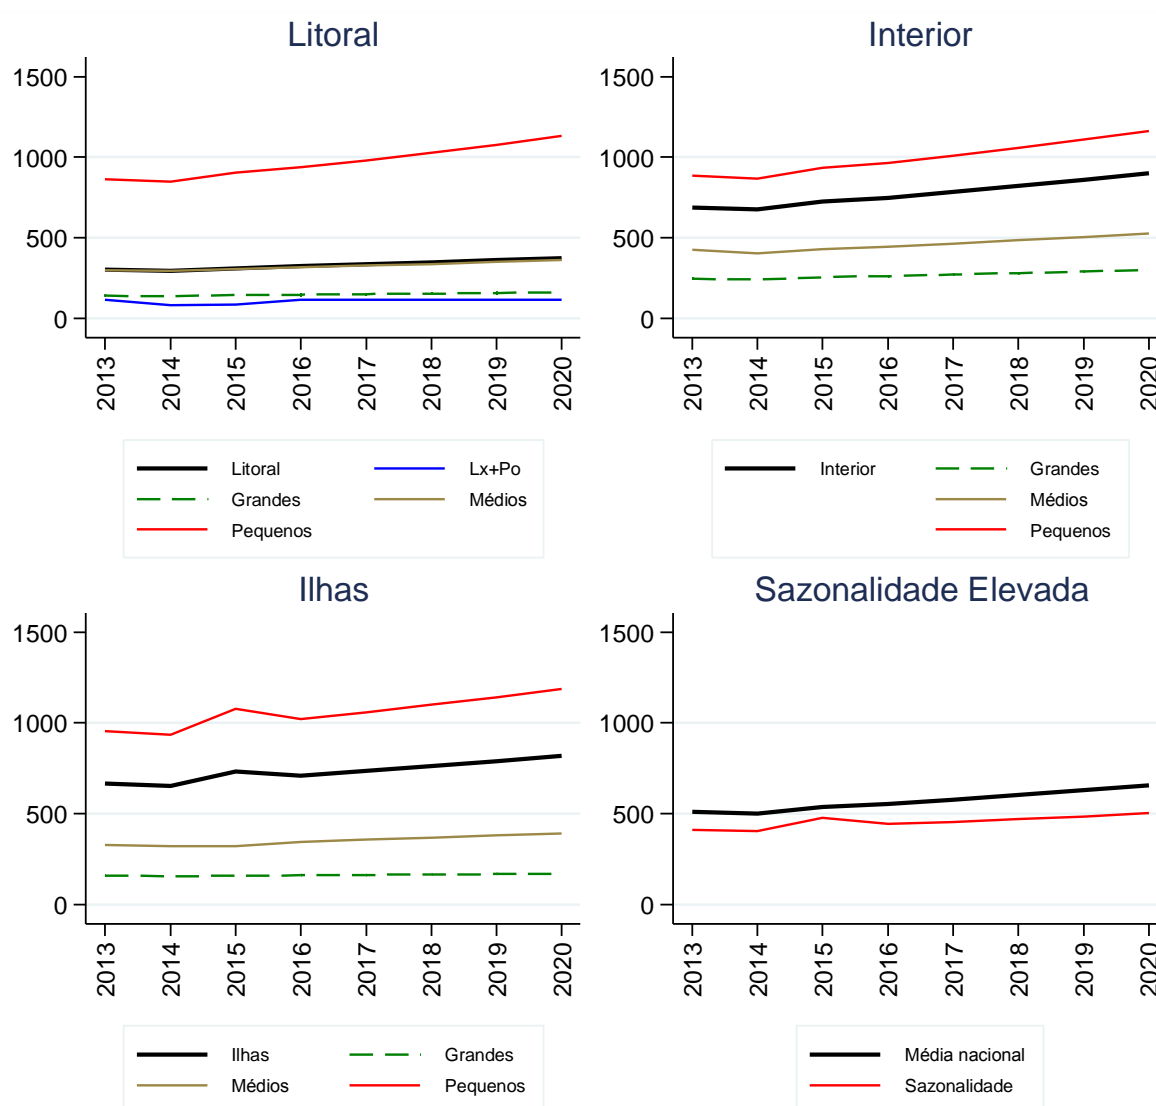 Litoral
1500
1000
500
0
2013 2014 2015 2016 2017 2018 2019 2020
Litoral Lx+Po
Grandes Médios
Pequenos
Interior
1500
1000
500
0
2013 2014 2015 2016 2017 2018 2019 2020
Interior Grandes
Médios
Pequenos
Ilhas
1500
1000
500
0
2013 2014 2015 2016 2017 2018 2019 2020
Ilhas Grandes
Médios Pequenos
Sazonalidade Elevada
1500
1000
500
0
2013 2014 2015 2016 2017 2018 2019 2020
Média nacional
Sazonalidade